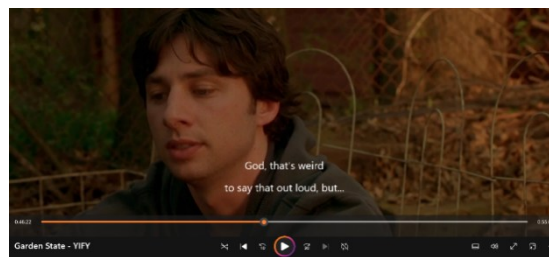 God, that's weird
to say that out loud, but...
0:46:22
Garden State - YIFY